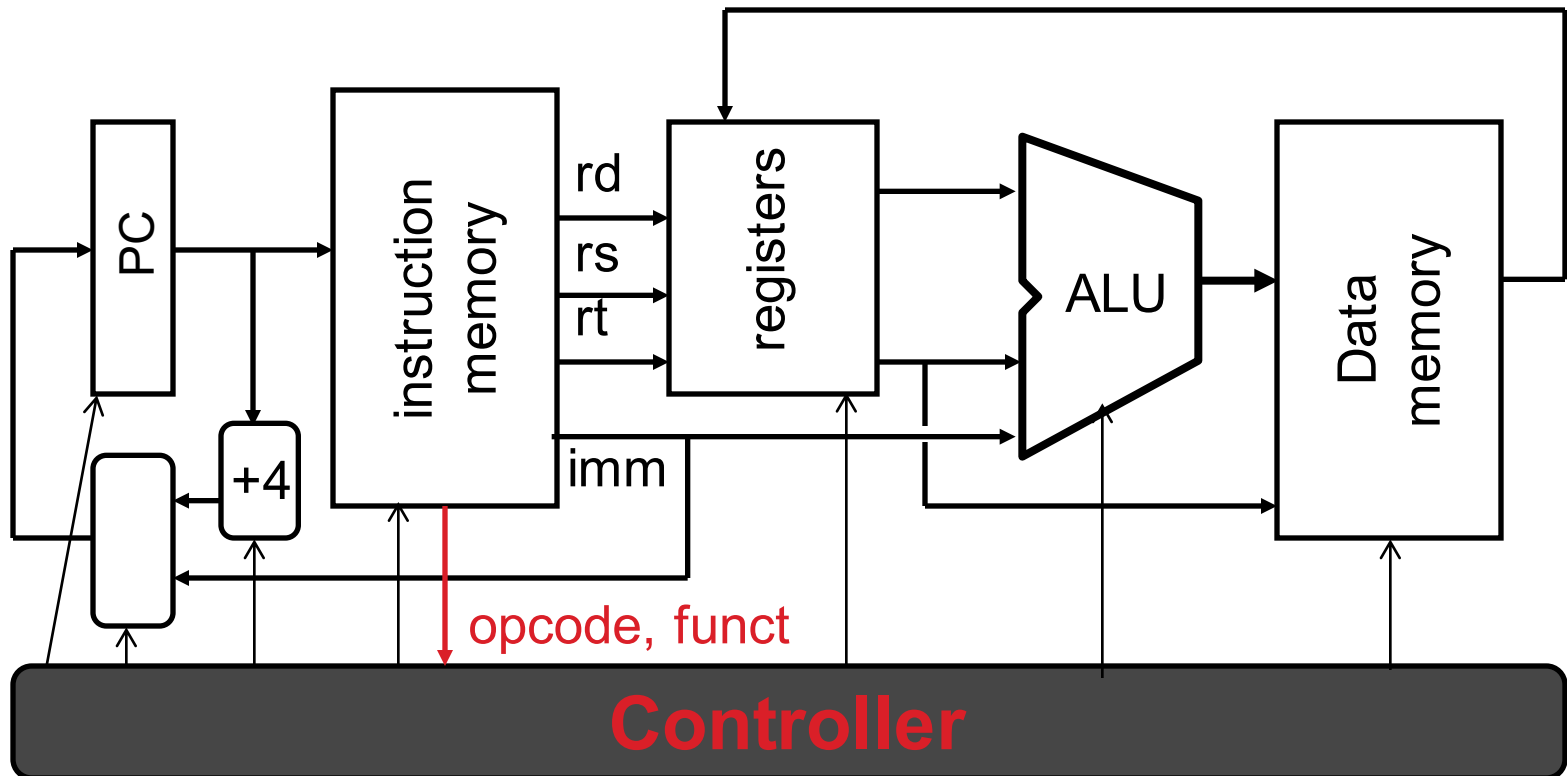 PC
+4
instruction
memory
rd
rs
rt
imm
registers
ALU
Data
memory
opcode, funct
Controller